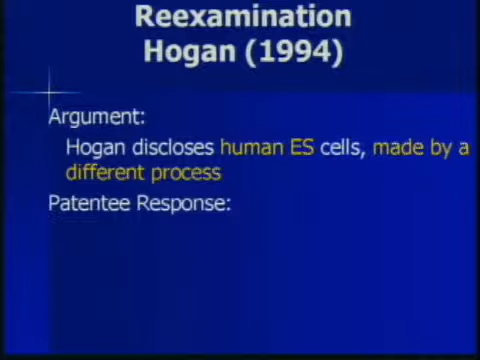 Reexamination
Hogan (1994)
Argument:
Hogan discloses human ES cells, made by a
different process
Patentee Response: